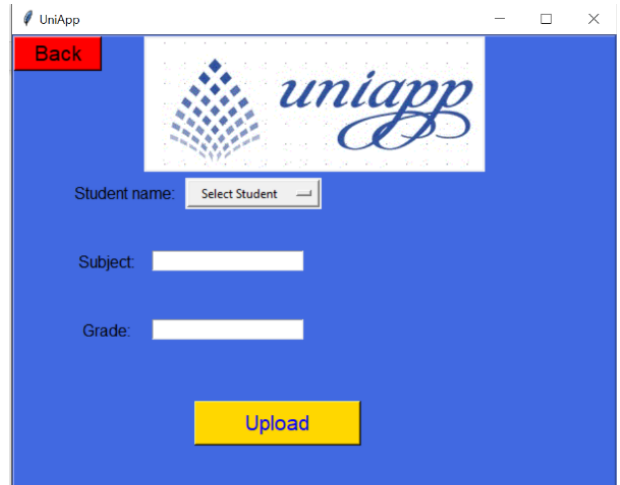 UniApp
Back
uniapp
Student name: Select Student
Subject:
Grade:
Upload